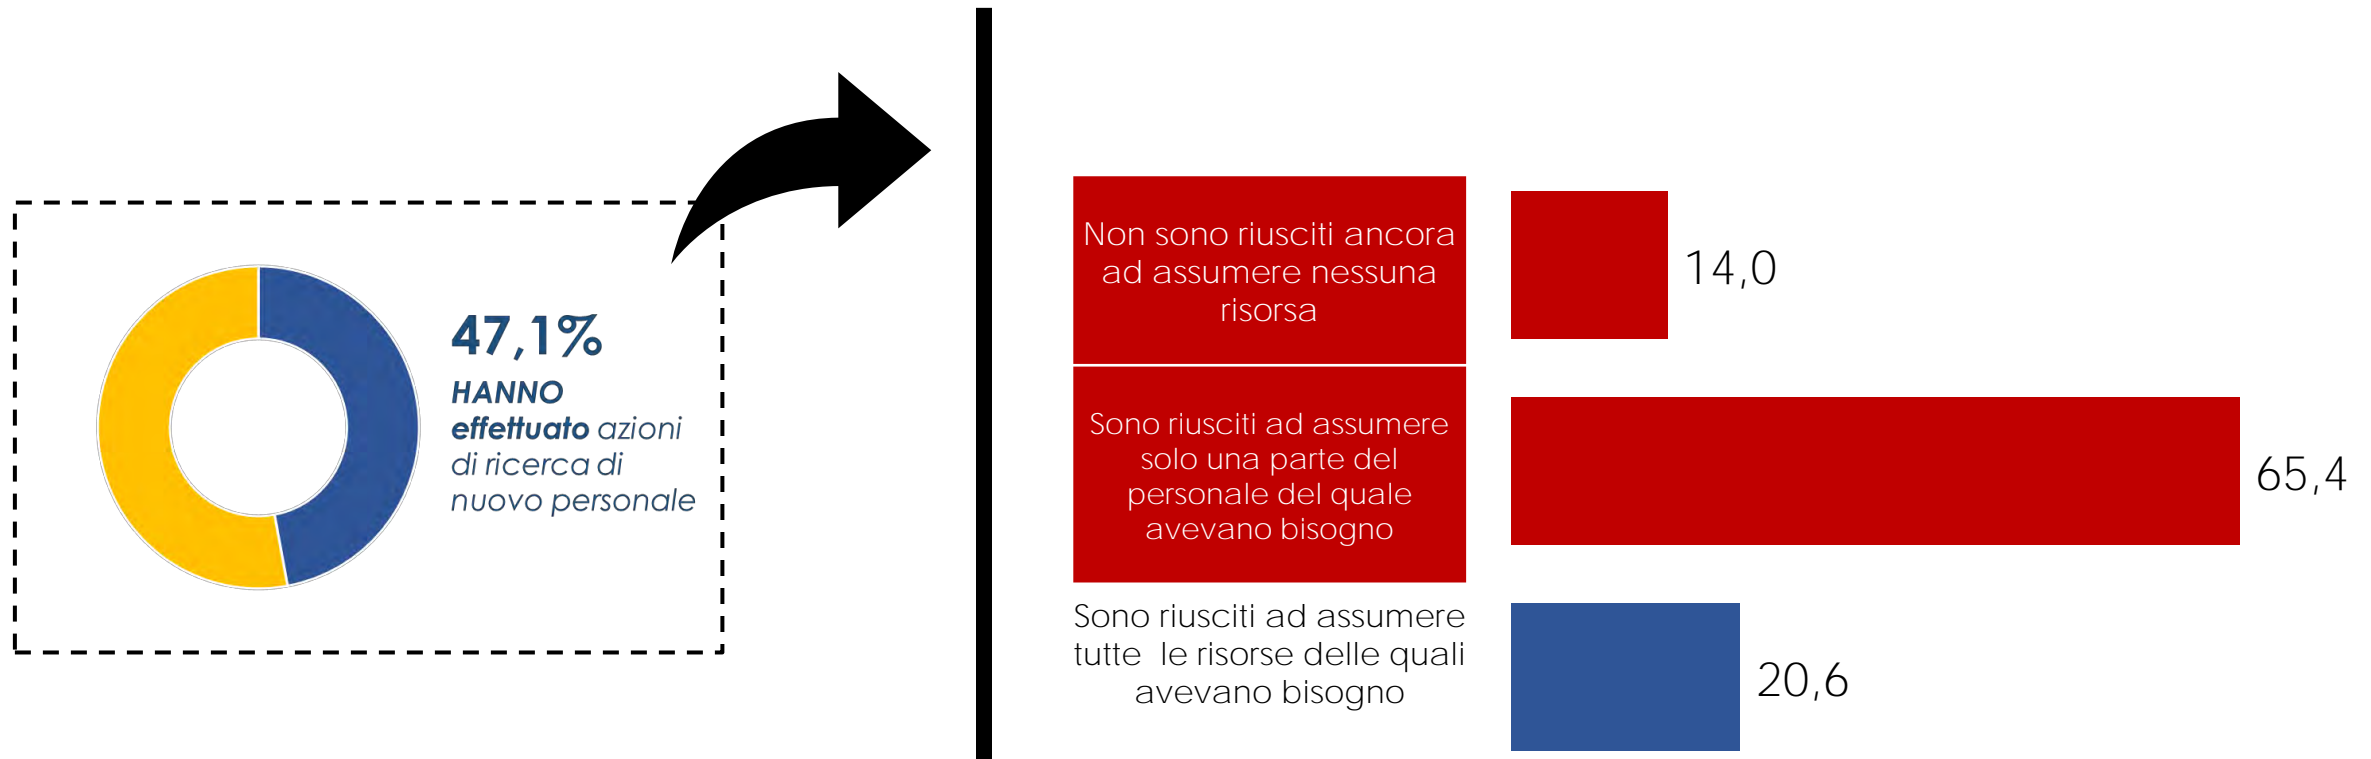 47,1%
HANNO
effettuato azioni
di ricerca di
nuovo personale
Non sono riusciti ancora
ad assumere nessuna
risorsa
14,0
Sono riusciti ad assumere
solo una parte del
personale del quale
avevano bisogno
65,4
Sono riusciti ad assumere
tutte le risorse delle quali
avevano bisogno
20,6